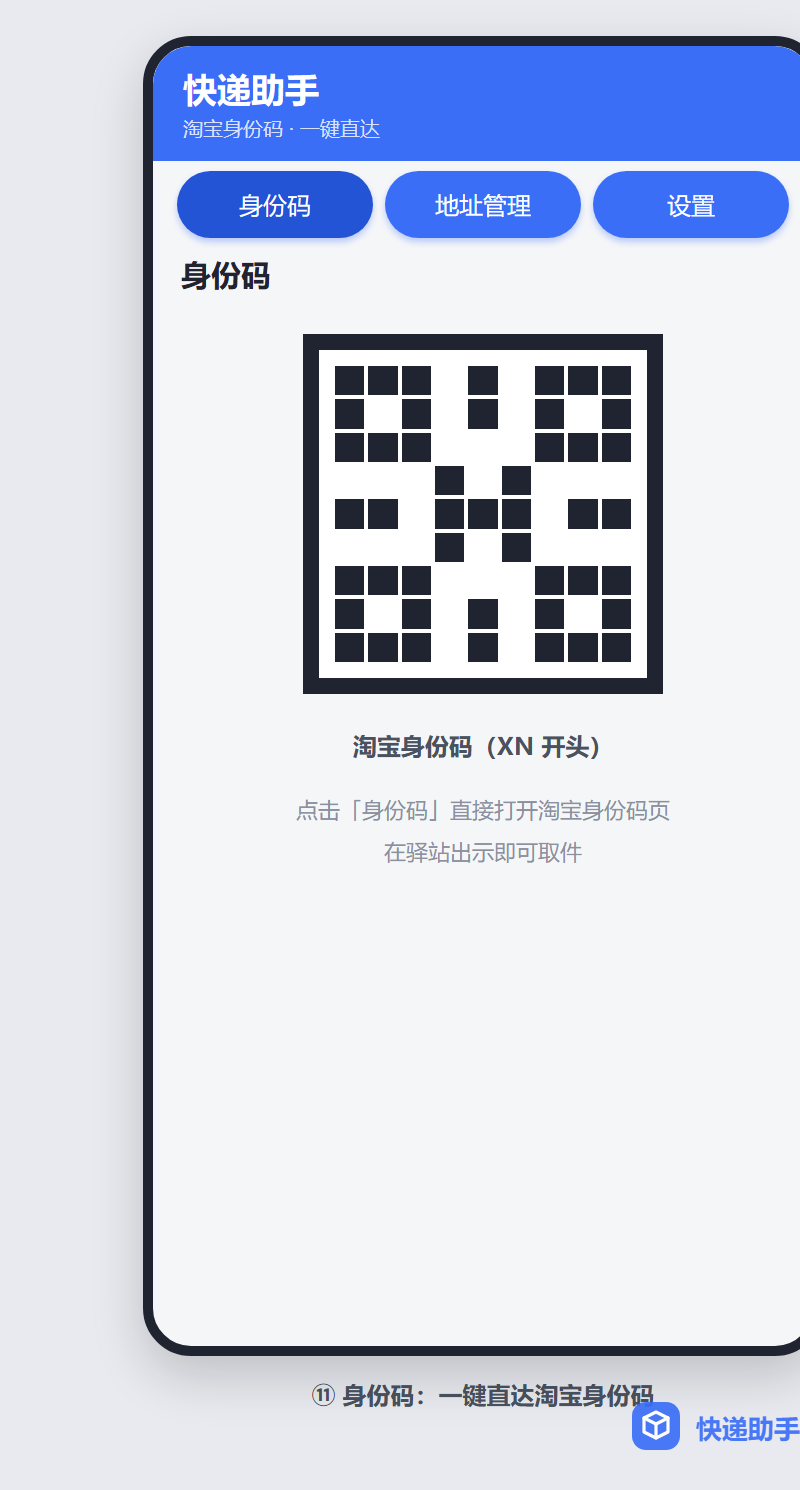 快递助手
淘宝身份码 · 一键直达
身份码
地址管理
设置
身份码
淘宝身份码（XN 开头）
点击「身份码」直接打开淘宝身份码页
在驿站出示即可取件
⑪ 身份码：一键直达淘宝身份码
快递助手